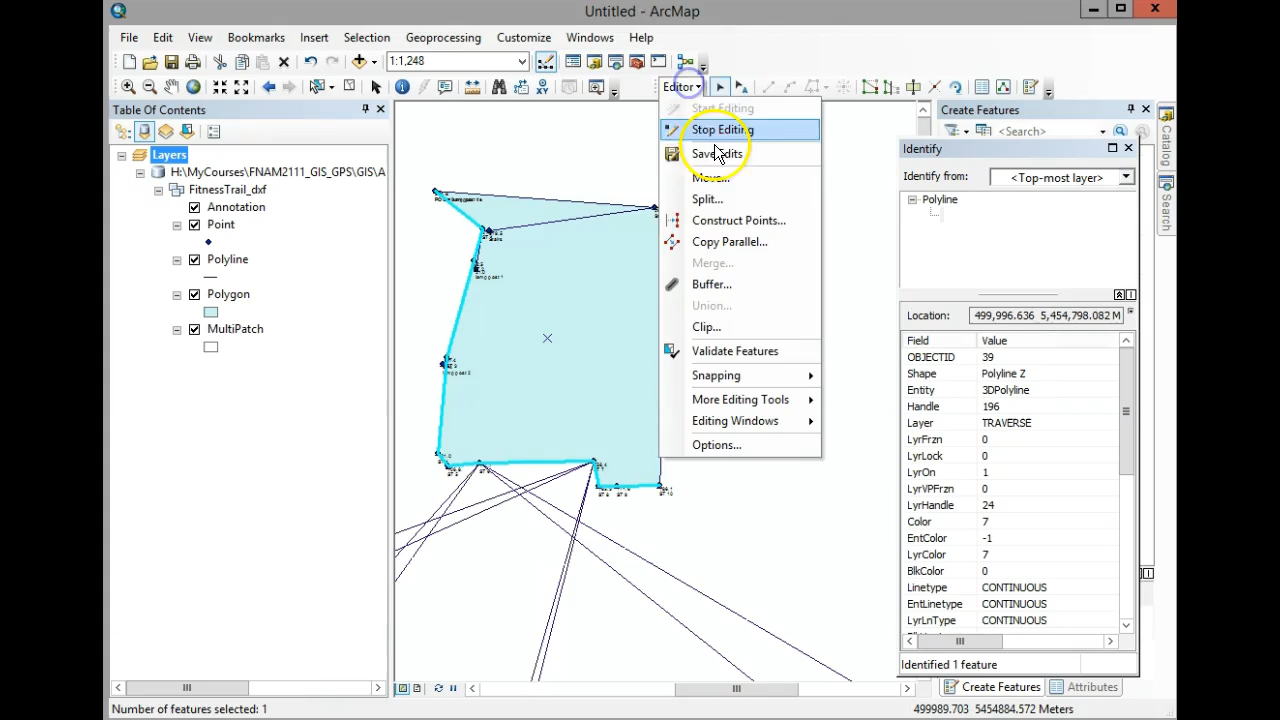 Untitled - ArcMap
File Edit View Bookmarks Insert Selection Geoprocessing Customize Windows Help
1:1,248
Editor
Table Of Contents
Layers
H:\MyCourses\FNAM2111_GIS_GPS\GIS\A
FitnessTrail_dxf
Annotation
Point
Polyline
Polygon
MultiPatch
Start Editing
Stop Editing
Save Edits
Move...
Split...
Construct Points...
Copy Parallel...
Merge...
Buffer...
Union...
Clip...
Validate Features
Snapping
More Editing Tools
Editing Windows
Options...
Create Features
<Search>
Catalog
Search
Identify
Identify from: <Top-most layer>
Polyline
Location: 499,996.636 5,454,798.082 M
Field Value
OBJECTID 39
Shape Polyline Z
Entity 3DPolyline
Handle 196
Layer TRAVERSE
LyrFrzn 0
LyrLock 0
LyrOn 1
LyrVPFrzn 0
LyrHandle 24
Color 7
EntColor -1
LyrColor 7
BlkColor 0
Linetype CONTINUOUS
EntLinetype CONTINUOUS
LyrLnType CONTINUOUS
Identified 1 feature
Create Features Attributes
Number of features selected: 1
499989.703 5454884.572 Meters